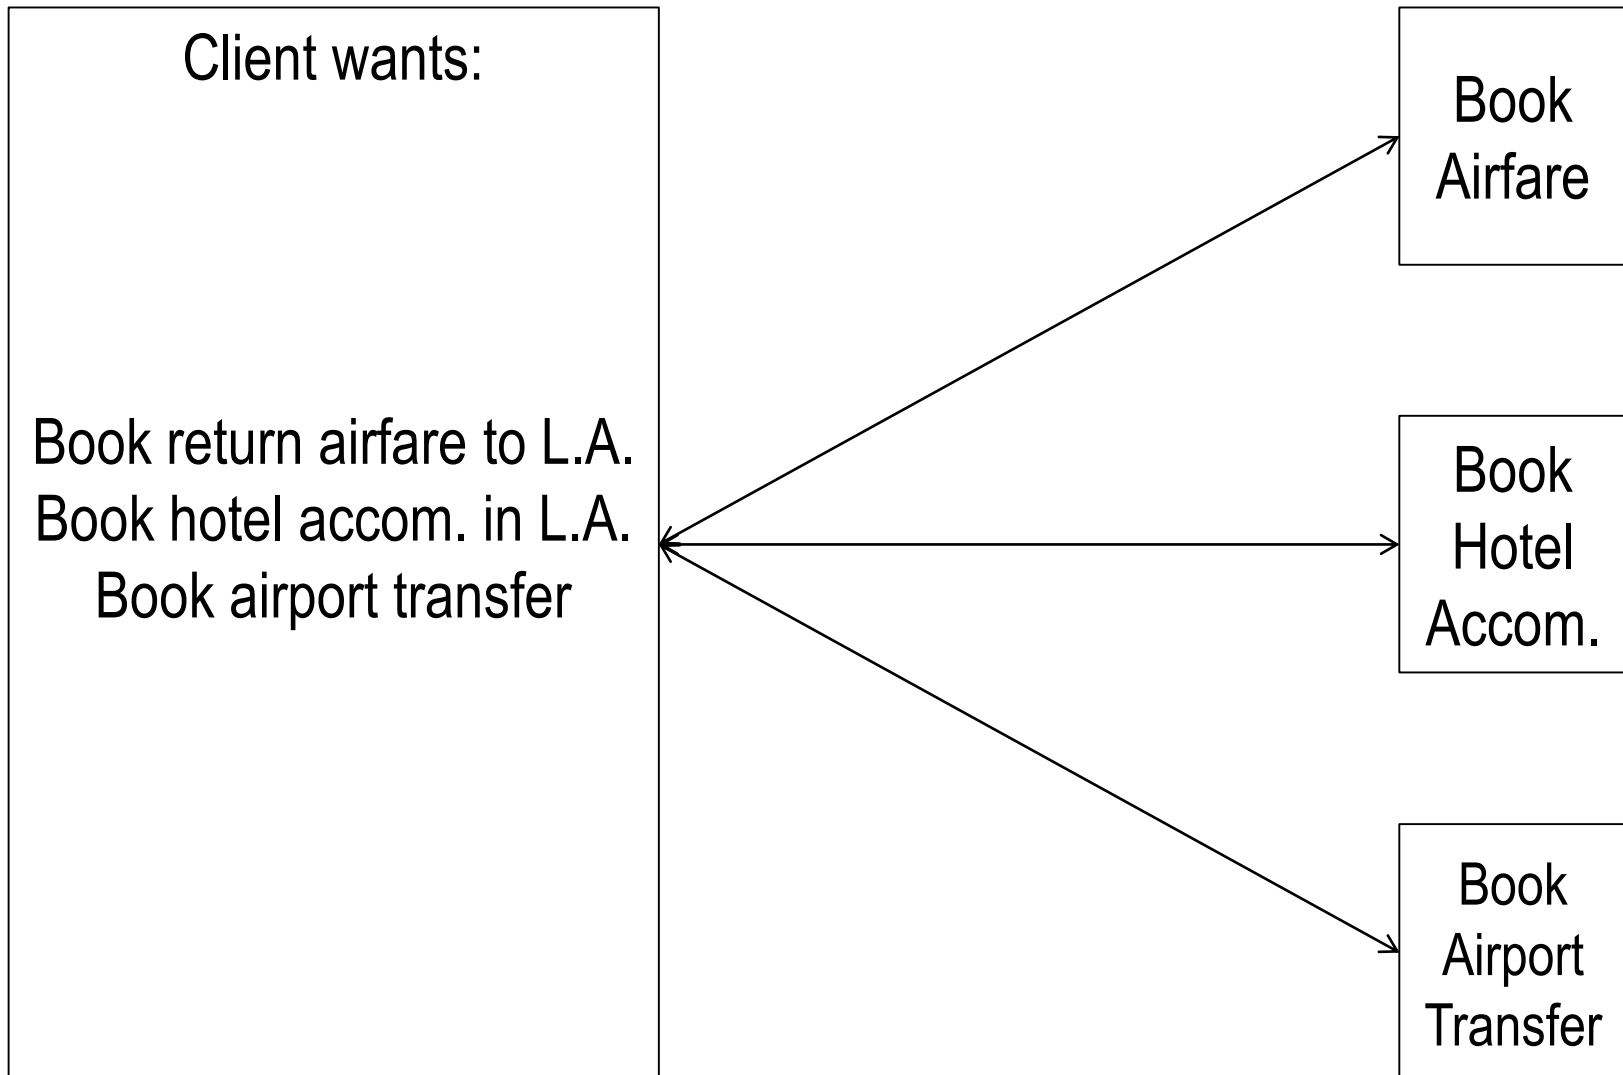 Client wants:
Book return airfare to L.A.
Book hotel accom. in L.A.
Book airport transfer
Book
Airfare
Book
Hotel
Accom.
Book
Airport
Transfer